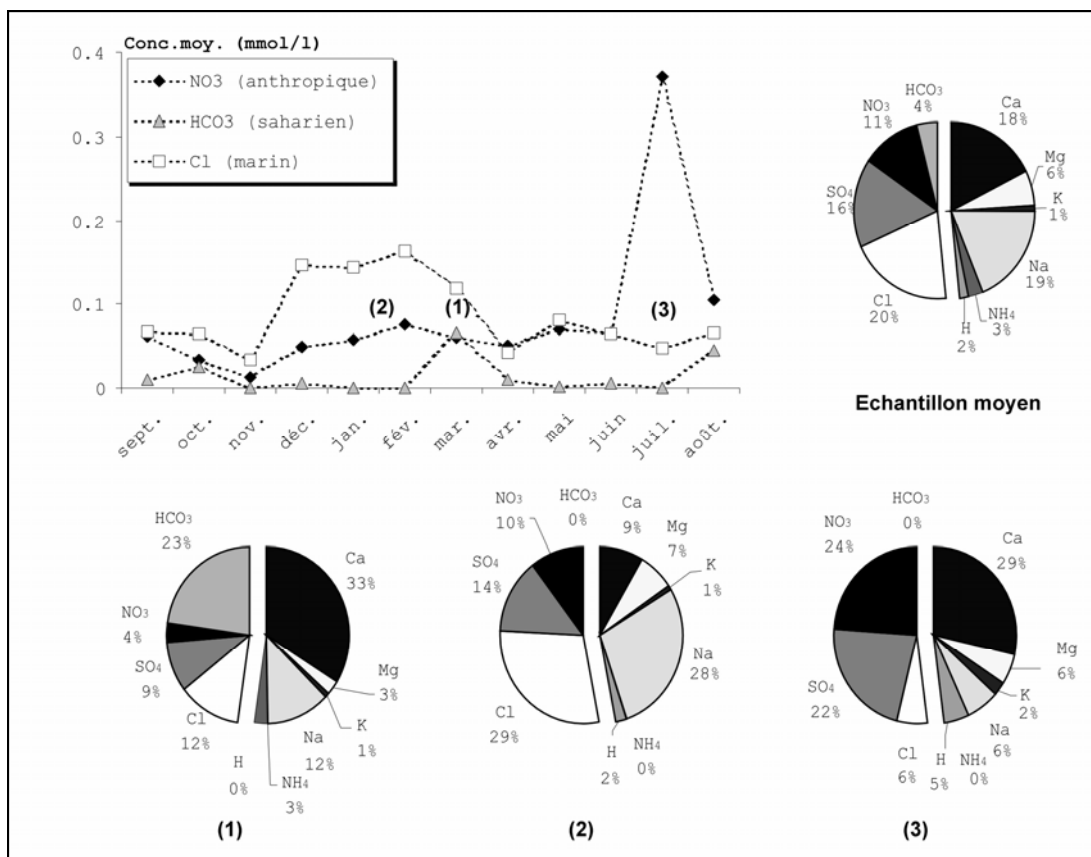 Conc.moy. (mmol/l)
0.4
0.3
0.2
0.1
0
NO3 (anthropique)
HCO3 (saharien)
Cl (marin)
(2)
(1)
(3)
sept.
oct.
nov.
déc.
jan.
fév.
mar.
avr.
mai
juin
juil.
août.
HCO₃
4%
Ca
18%
Mg
6%
K
1%
Na
19%
NH₄
3%
H
2%
Cl
20%
SO₄
16%
NO₃
11%
Echantillon moyen
HCO₃
23%
Ca
33%
Mg
3%
K
1%
Na
12%
NH₄
3%
H
0%
Cl
12%
SO₄
9%
NO₃
4%
(1)
HCO₃
0%
Ca
9%
Mg
7%
K
1%
Na
28%
NH₄
0%
H
2%
Cl
29%
SO₄
14%
NO₃
10%
(2)
HCO₃
0%
Ca
29%
Mg
6%
K
2%
Na
6%
NH₄
0%
H
5%
Cl
6%
SO₄
22%
NO₃
24%
(3)